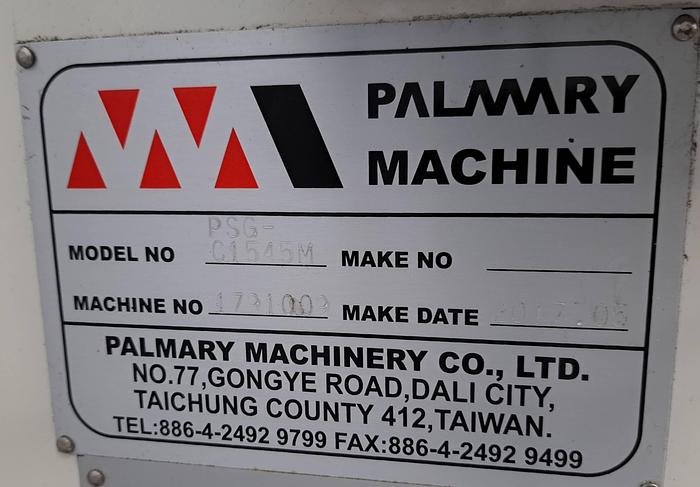 PALMARY
MACHINE
PSG-
MODEL NO C1545M MAKE NO
MACHINE NO MAKE DATE
PALMARY MACHINERY CO., LTD.
NO.77,GONGYE ROAD,DALI CITY,
TAICHUNG COUNTY 412,TAIWAN.
TEL:886-4-2492 9799 FAX:886-4-2492 9499